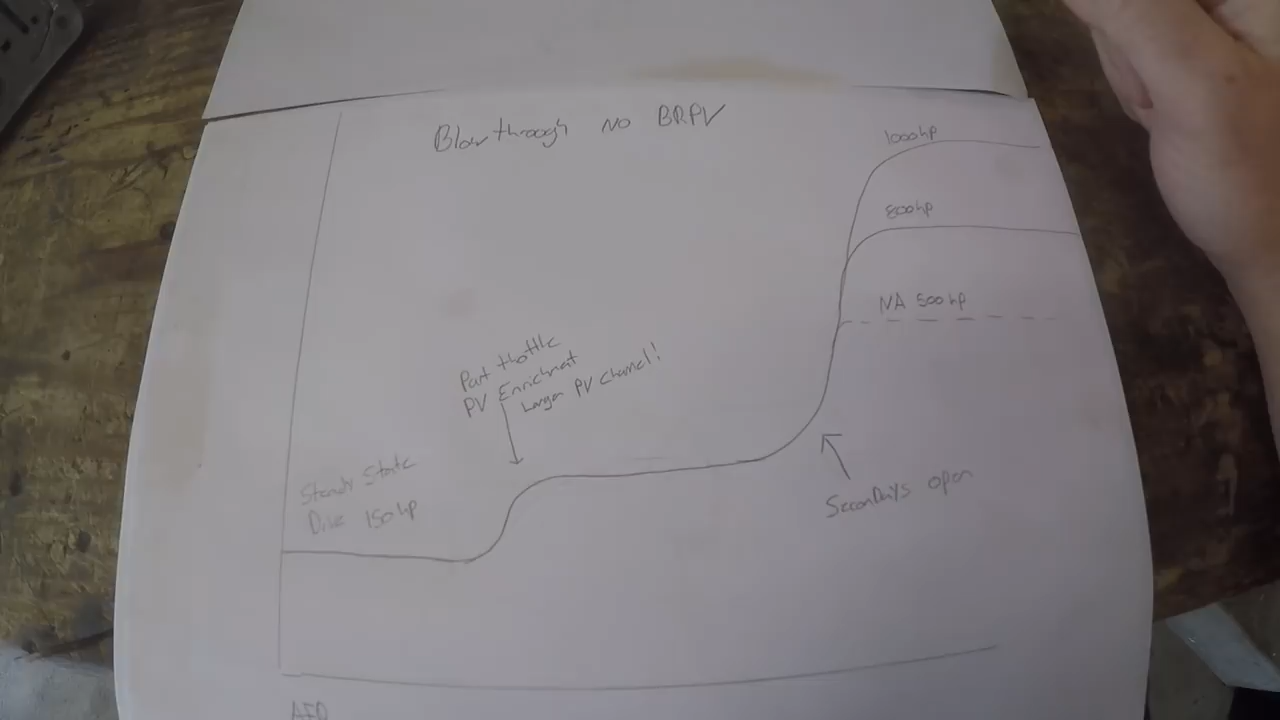 Blow through NO BRPV
1000hp
800hp
NA 500hp
Part throttle
PV Enrichment
Larger PV channel!
Steady State
Drive 150hp
Secondays open